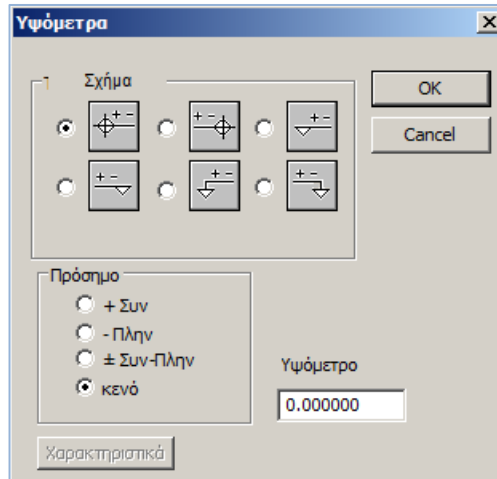 Υψόμετρα
Σχήμα
OK
Cancel
+ -
+ -
+ -
+ -
+ -
+ -
Πρόσημο
+ Συν
- Πλην
± Συν-Πλην
κενό
Υψόμετρο
0.000000
Χαρακτηριστικά